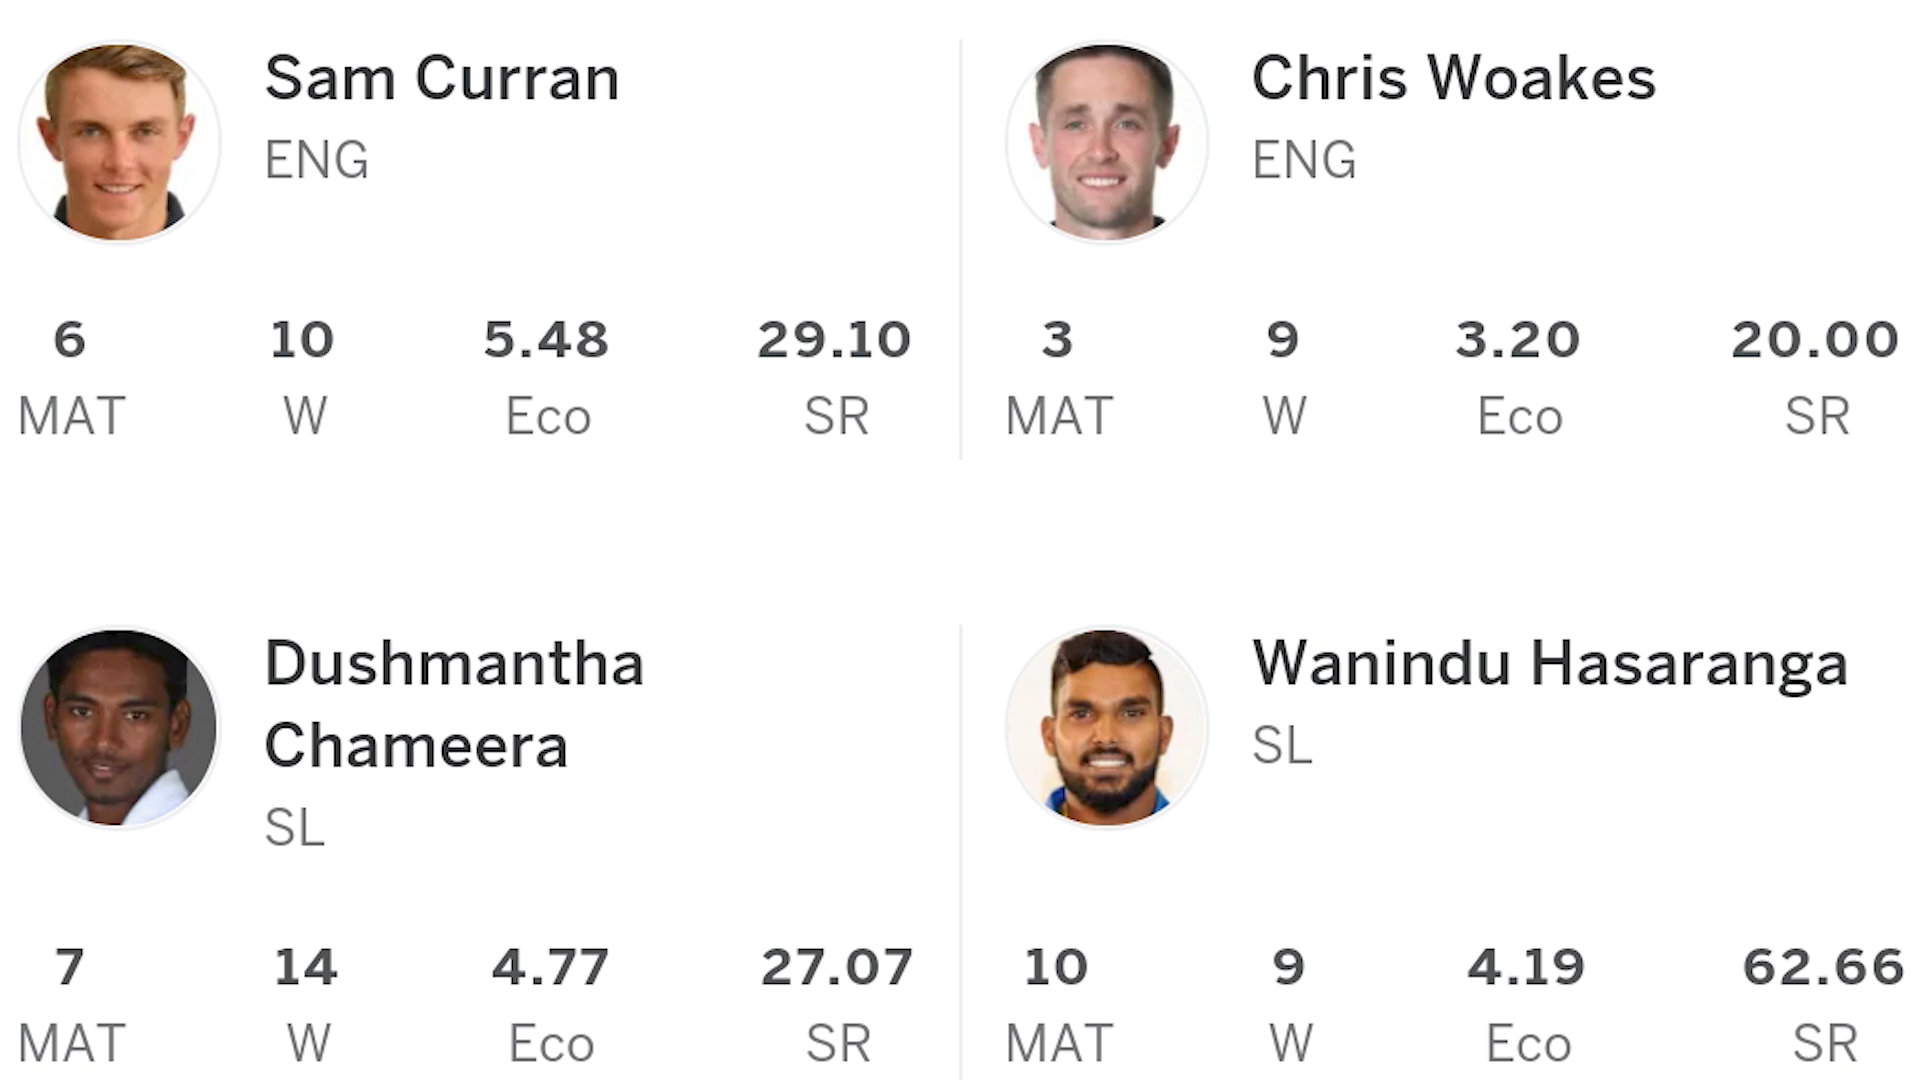 Sam Curran
ENG
6 10 5.48 29.10
MAT W Eco SR
Chris Woakes
ENG
3 9 3.20 20.00
MAT W Eco SR
Dushmantha
Chameera
SL
7 14 4.77 27.07
MAT W Eco SR
Wanindu Hasaranga
SL
10 9 4.19 62.66
MAT W Eco SR